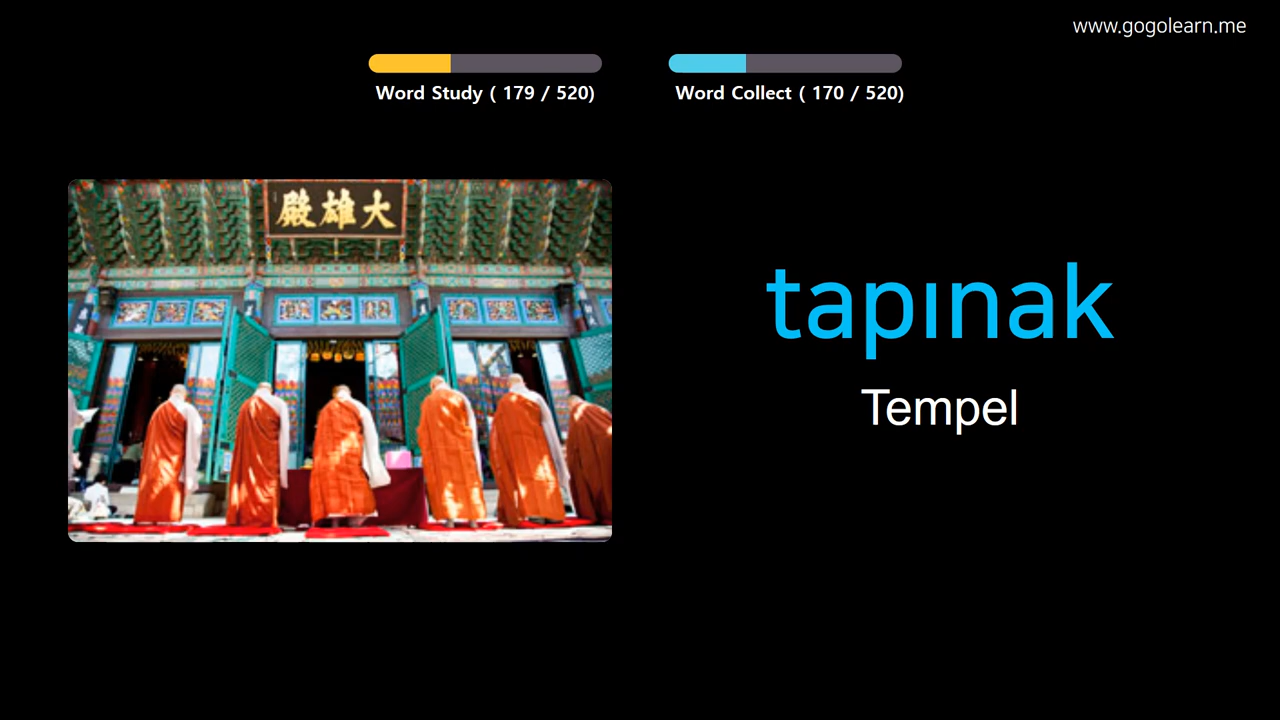 www.gogolearn.me
Word Study ( 179 / 520)
Word Collect ( 170 / 520)
殿雄大
tapınak
Tempel